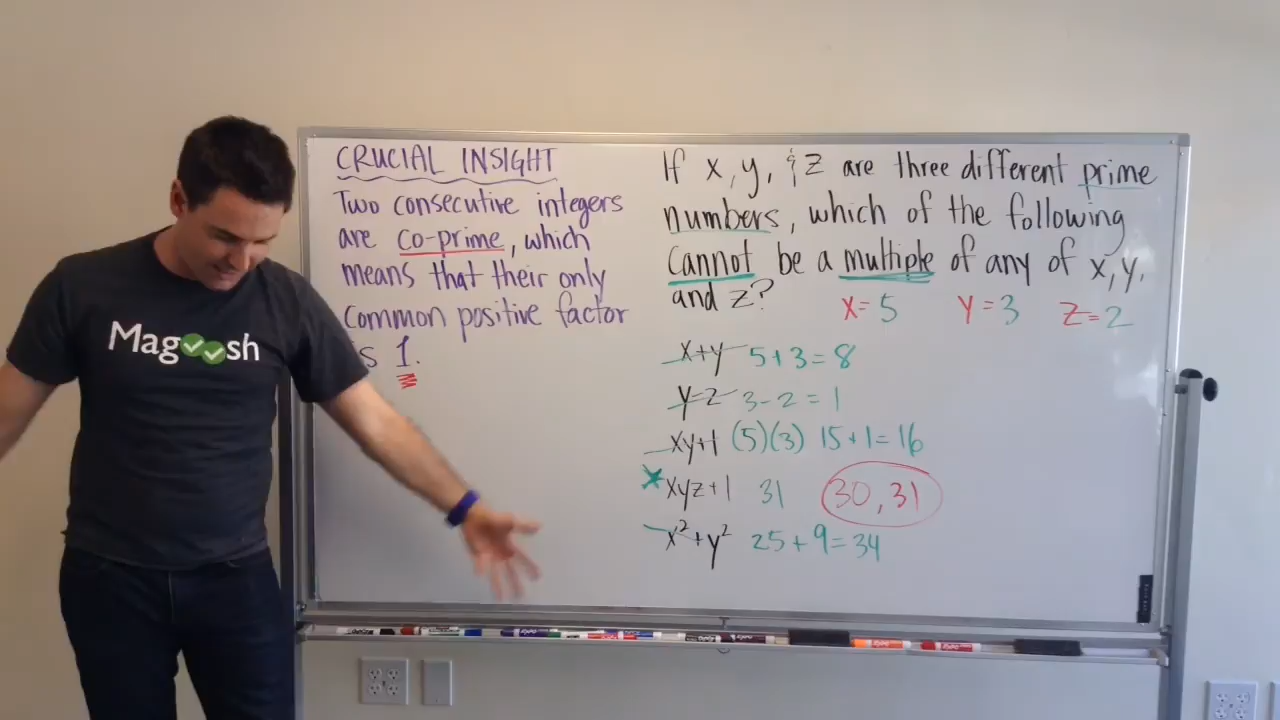 Magoosh
CRUCIAL INSIGHT
Two consecutive integers
are co-prime, which
means that their only
common positive factor
is 1.
If x, y, & z are three different prime
numbers, which of the following
cannot be a multiple of any of x, y,
and z?
x=5 y=3 z=2
x+y 5+3=8
y-z 3-2=1
xy+1 (5)(3) 15+1=16
xyz+1 31 30, 31
x²+y² 25+9=34